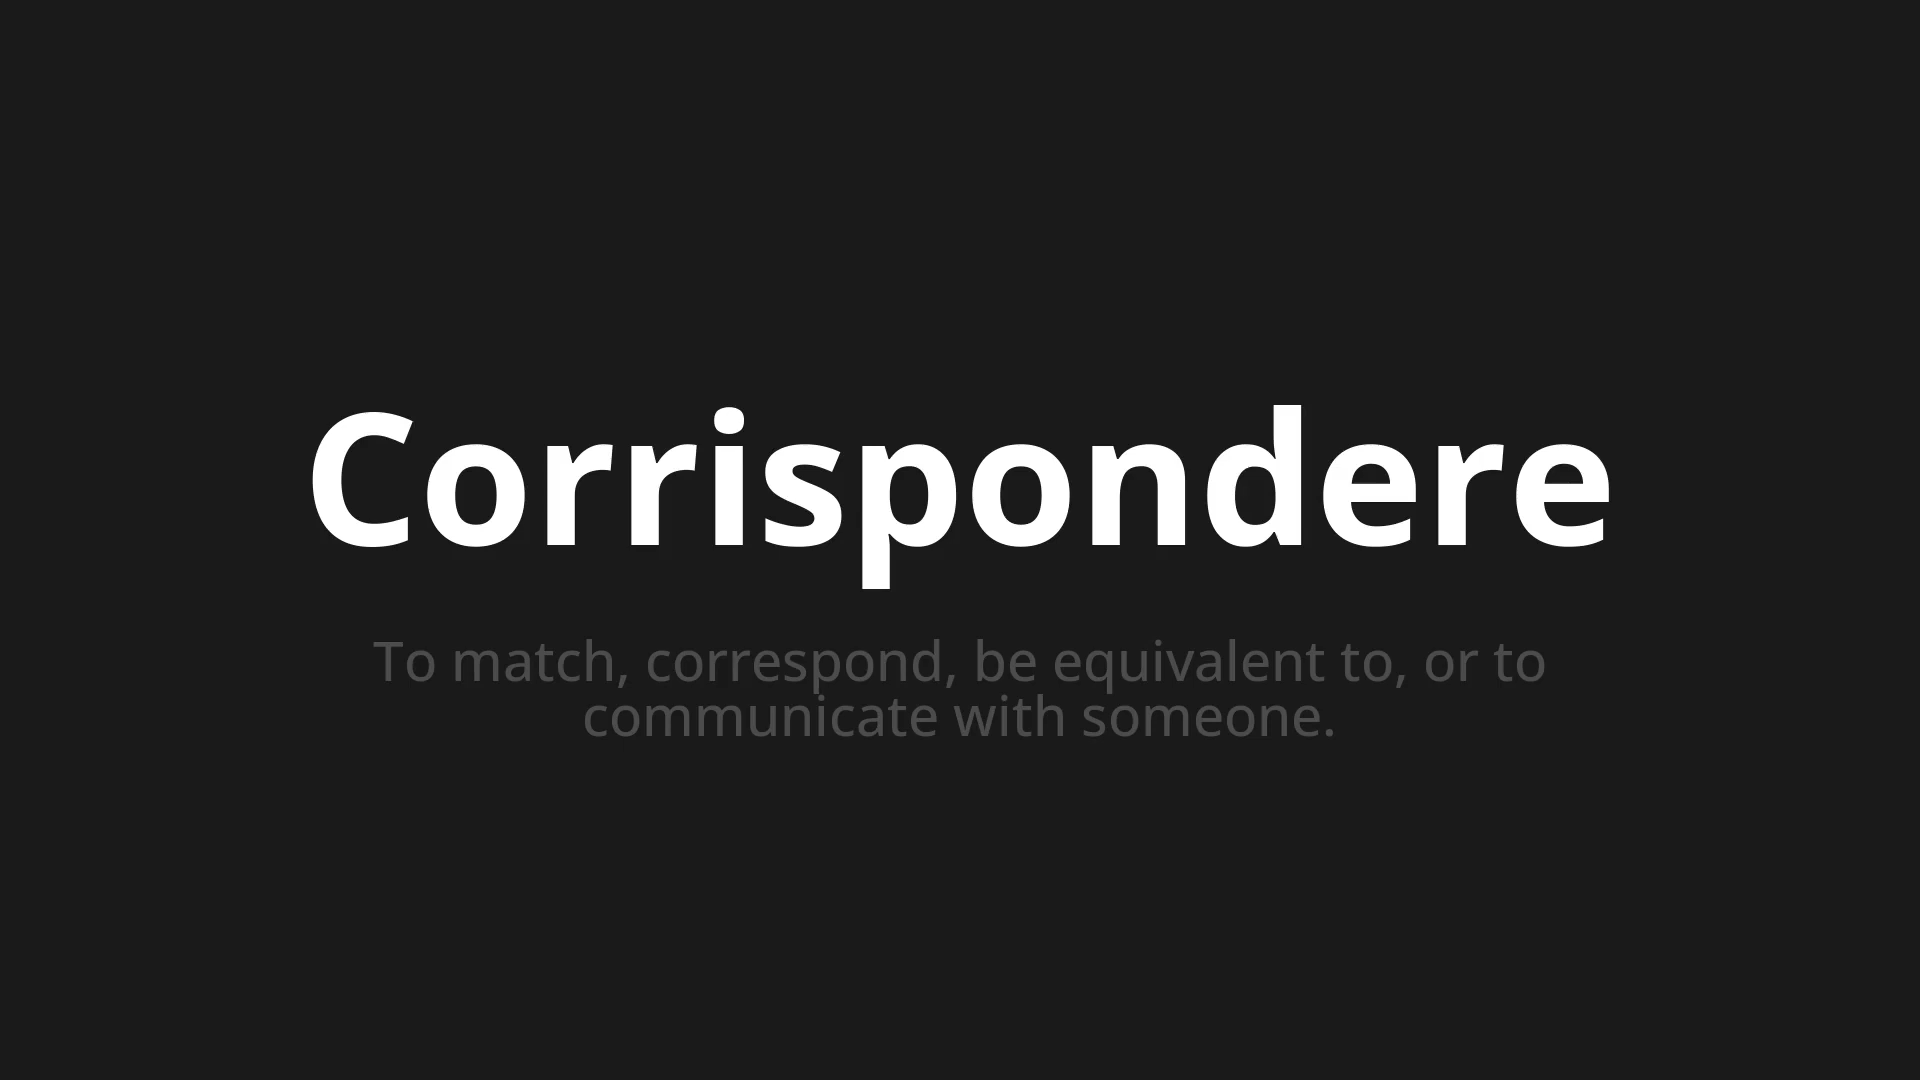 Corrispondere
To match, correspond, be equivalent to, or to
communicate with someone.